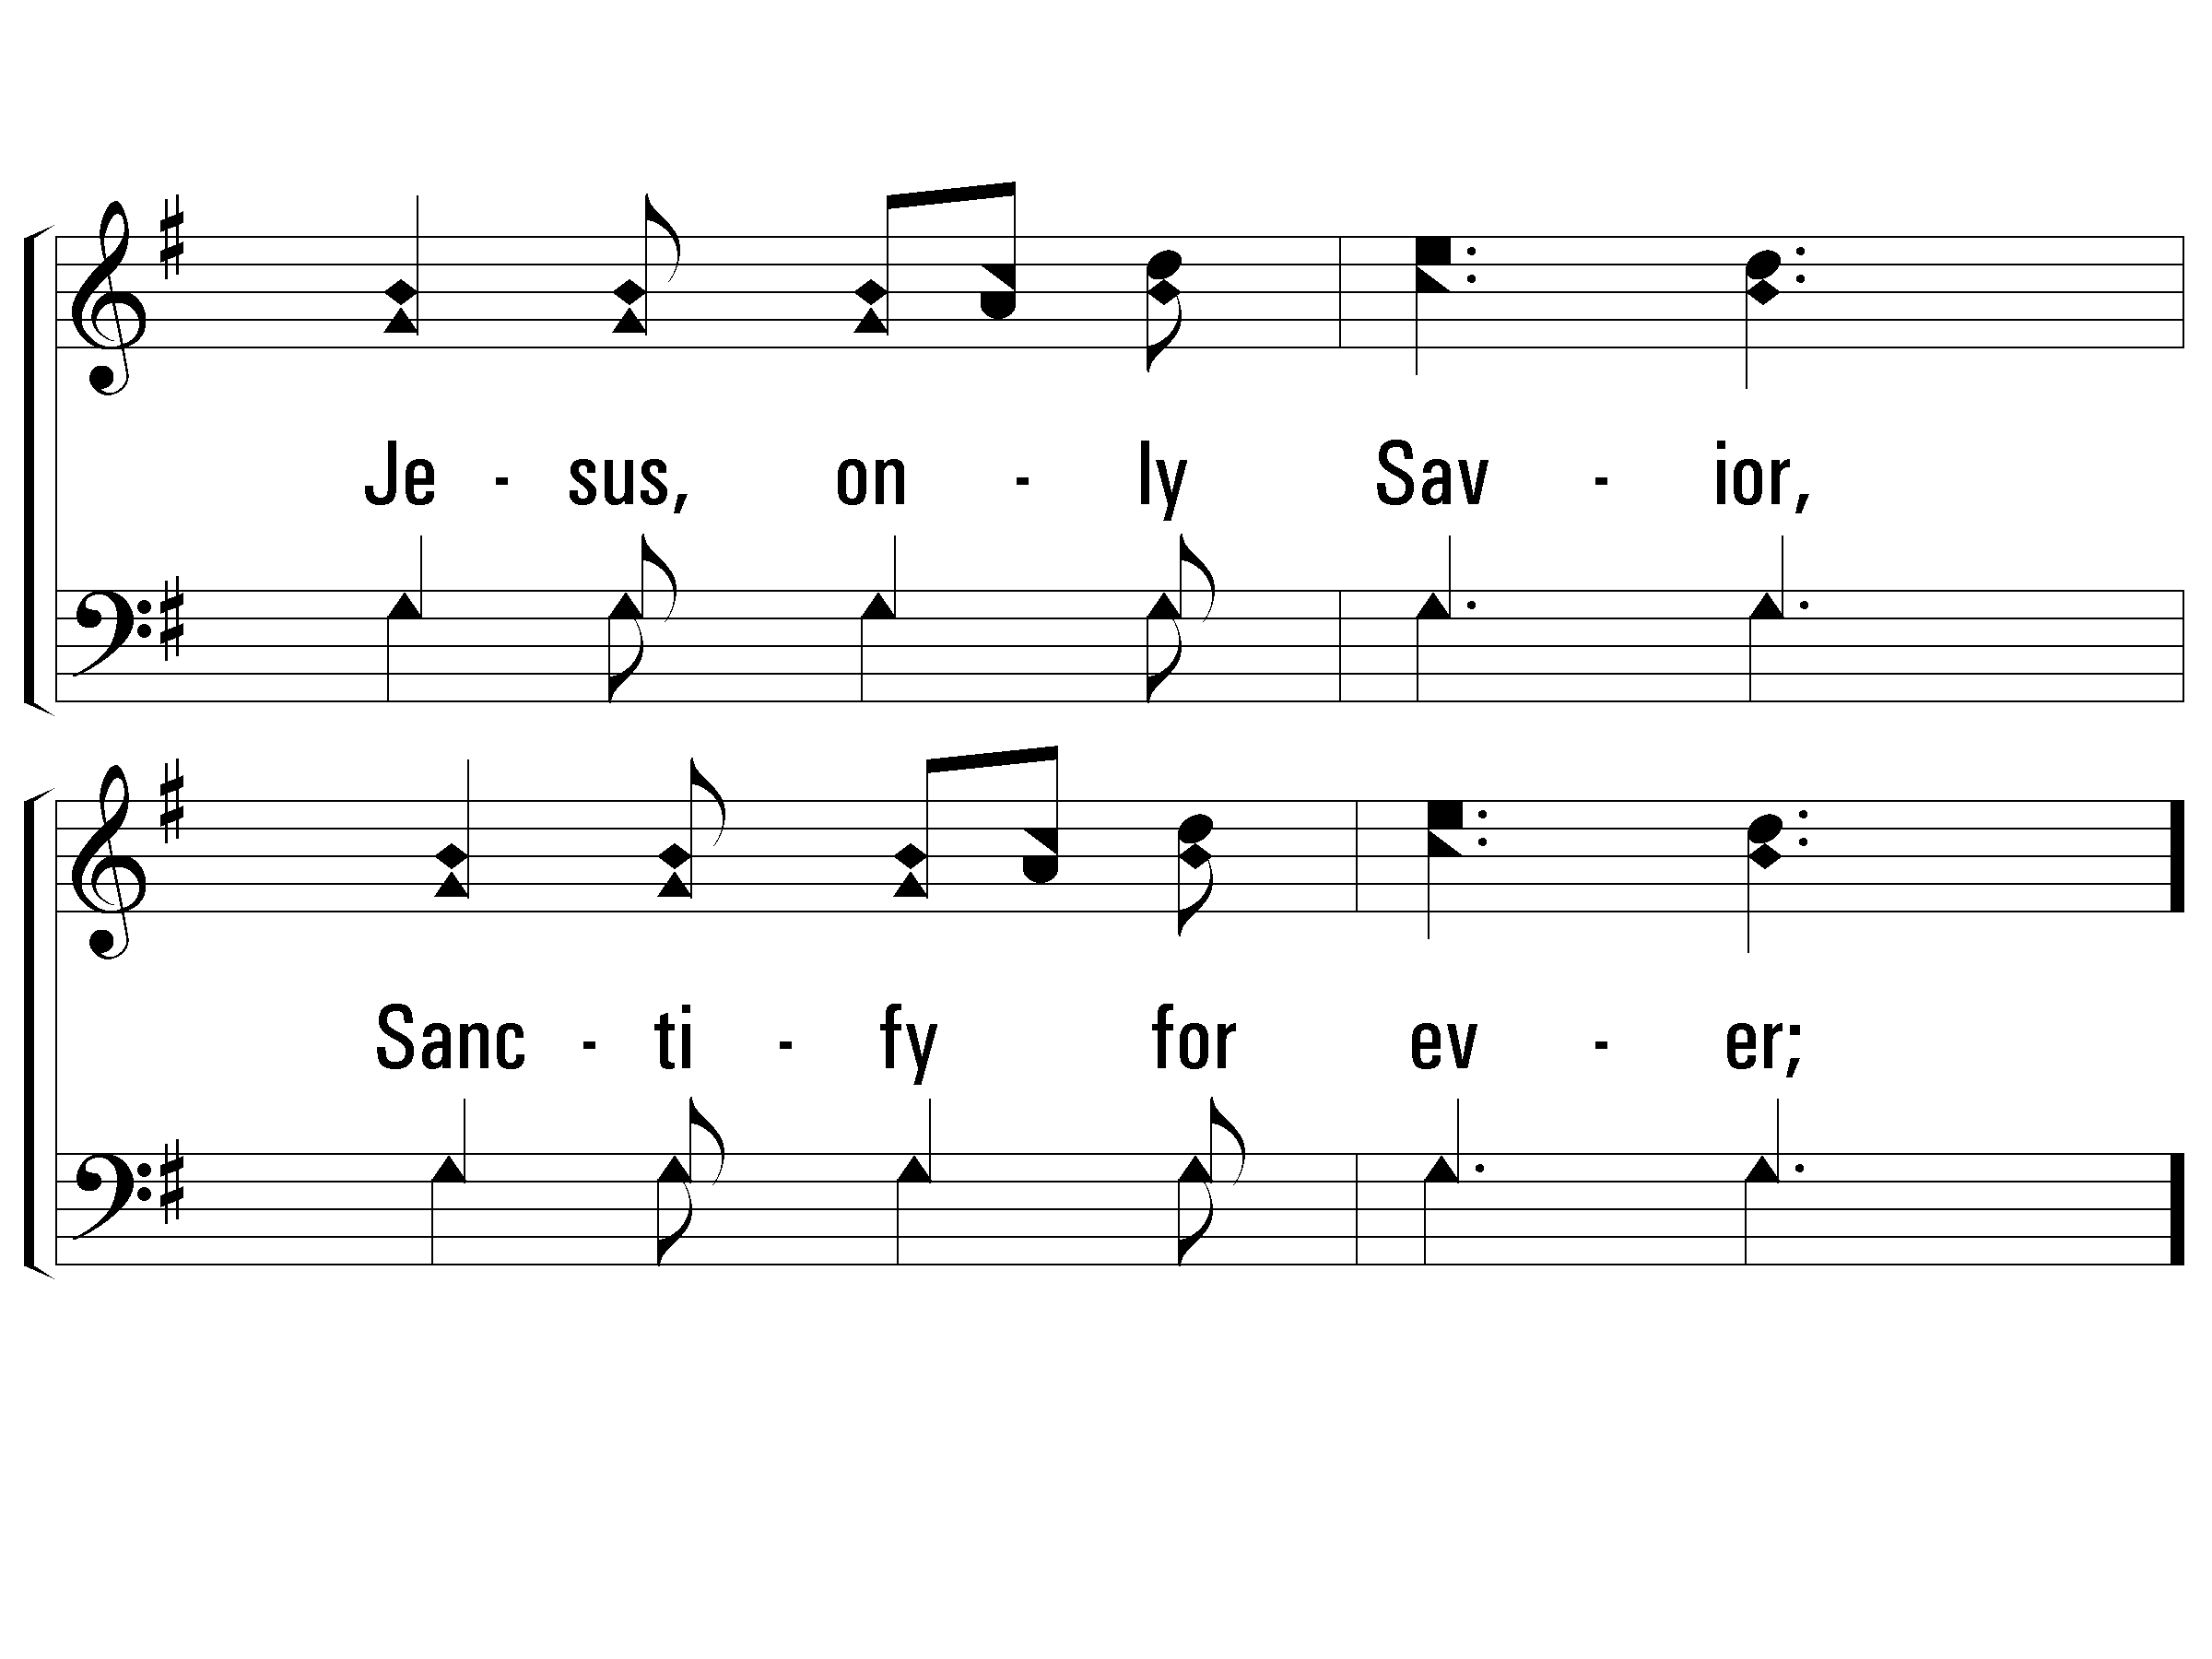 Je - sus, on - ly Sav - ior,
Sanc - ti - fy for ev - er;